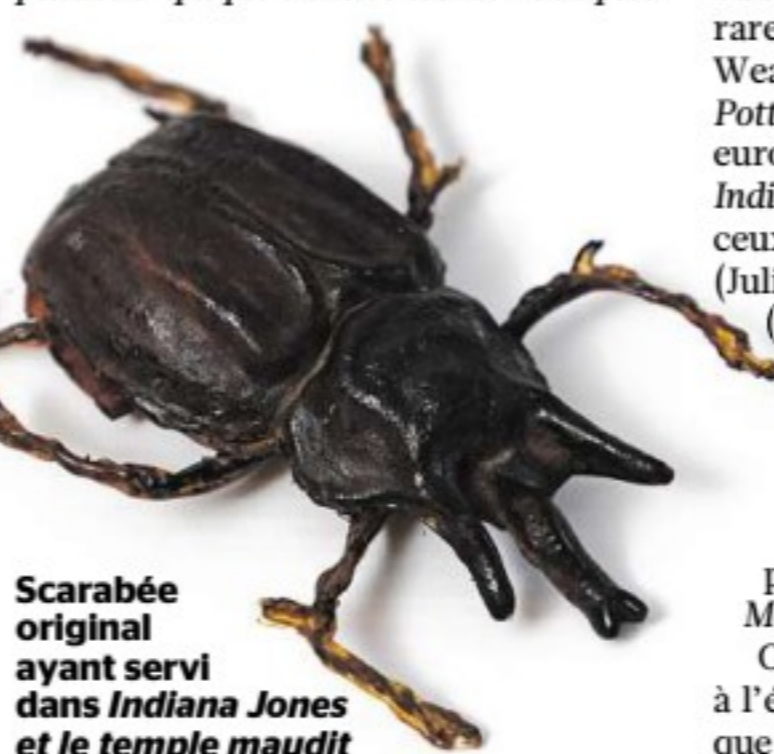 rare
Wea
Pott
euro
Indi
ceux
(Juli
(
Scarabée
original
ayant servi
dans Indiana Jones
et le temple maudit
p
M
C
à l'é
que